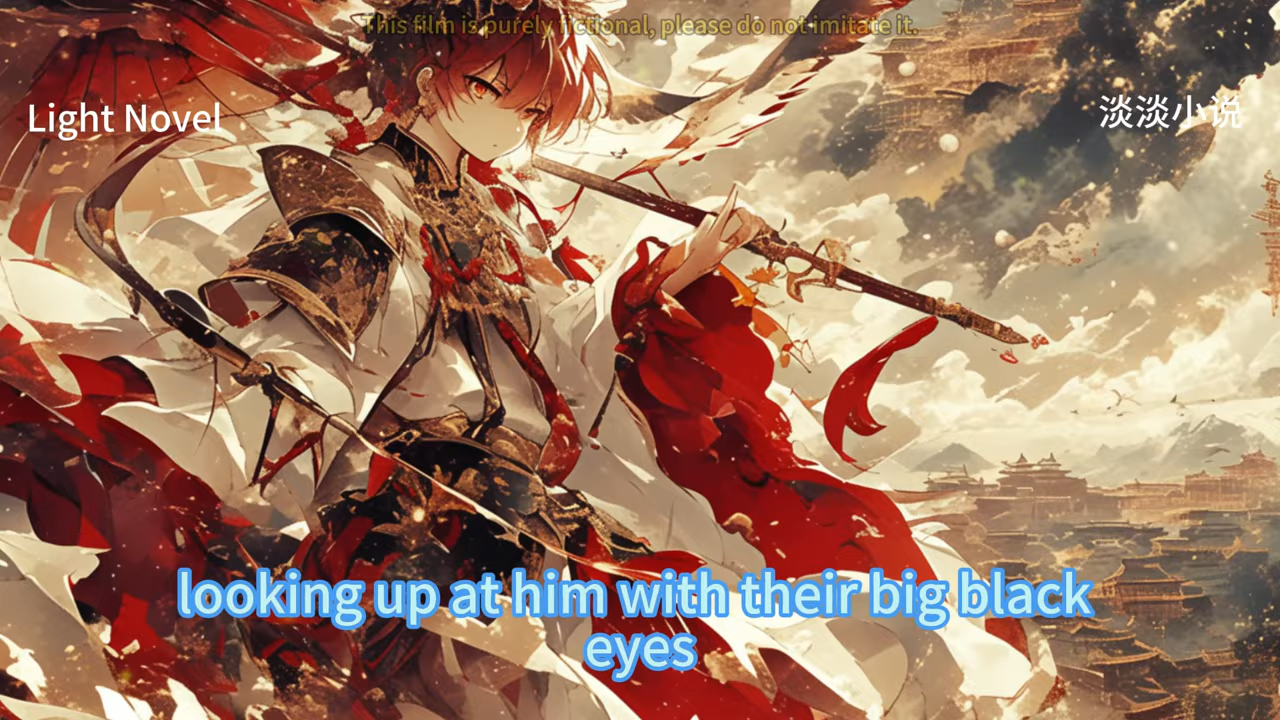 This film is purely fictional, please do not imitate it.
Light Novel
淡淡小说
looking up at him with their big black
eyes